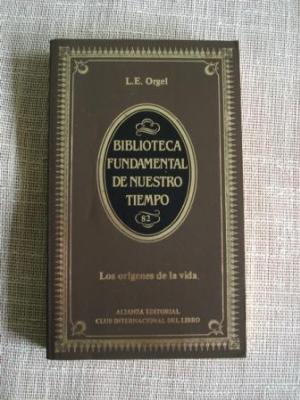 L.E. Orgel
BIBLIOTECA
FUNDAMENTAL
DE NUESTRO
TIEMPO
82
Los orígenes de la vida.
ALIANZA EDITORIAL
CLUB INTERNACIONAL DEL LIBRO